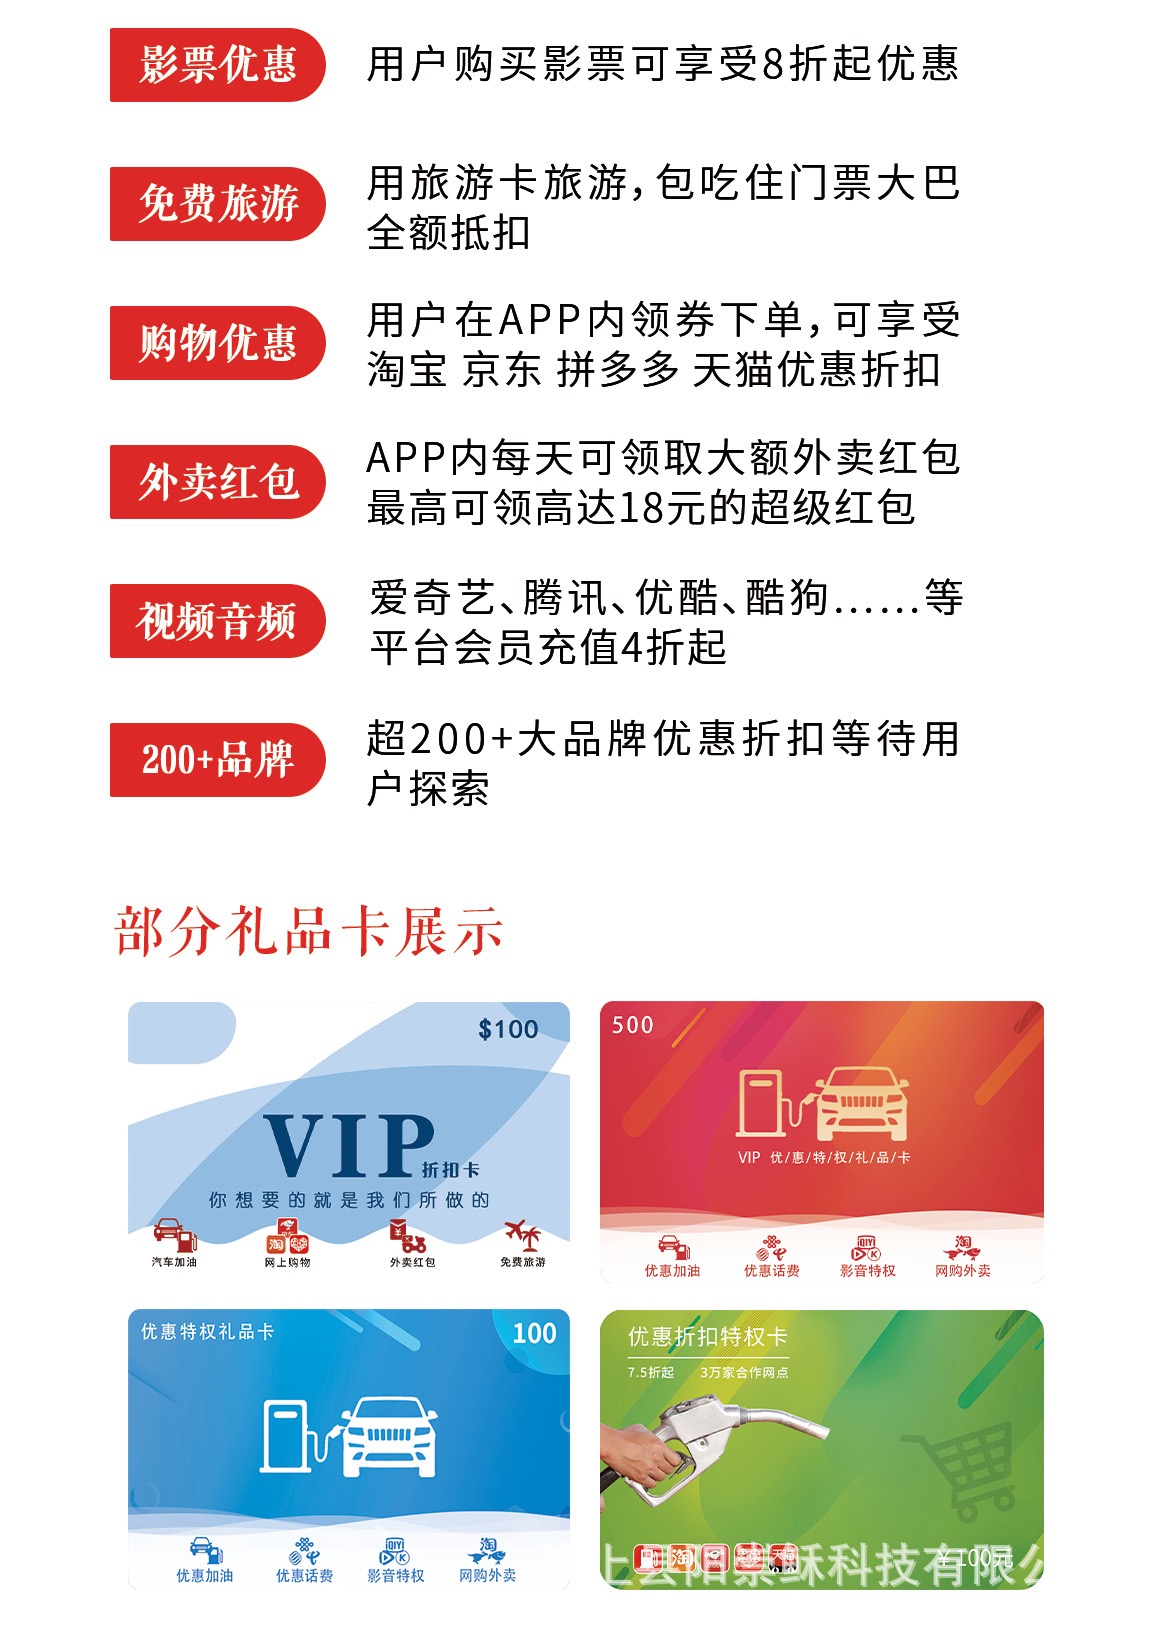 影票优惠
用户购买影票可享受8折起优惠
免费旅游
用旅游卡旅游，包吃住门票大巴
全额抵扣
购物优惠
用户在APP内领券下单，可享受
淘宝 京东 拼多多 天猫优惠折扣
外卖红包
APP内每天可领取大额外卖红包
最高可领高达18元的超级红包
视频音频
爱奇艺、腾讯、优酷、酷狗……等
平台会员充值4折起
200+品牌
超200+大品牌优惠折扣等待用
户探索
部分礼品卡展示
$100
VIP折扣卡
你想要的就是我们所做的
淘
汽车加油 网上购物 外卖红包 免费旅游
500
VIP 优/惠/特/权/礼/品/卡
iQIYI 淘
优惠加油 优惠话费 影音特权 网购外卖
优惠特权礼品卡 100
iQIYI 淘
优惠加油 优惠话费 影音特权 网购外卖
优惠折扣特权卡
7.5折起 3万家合作网点
淘
￥100元
上县阳崇稣科技有限公